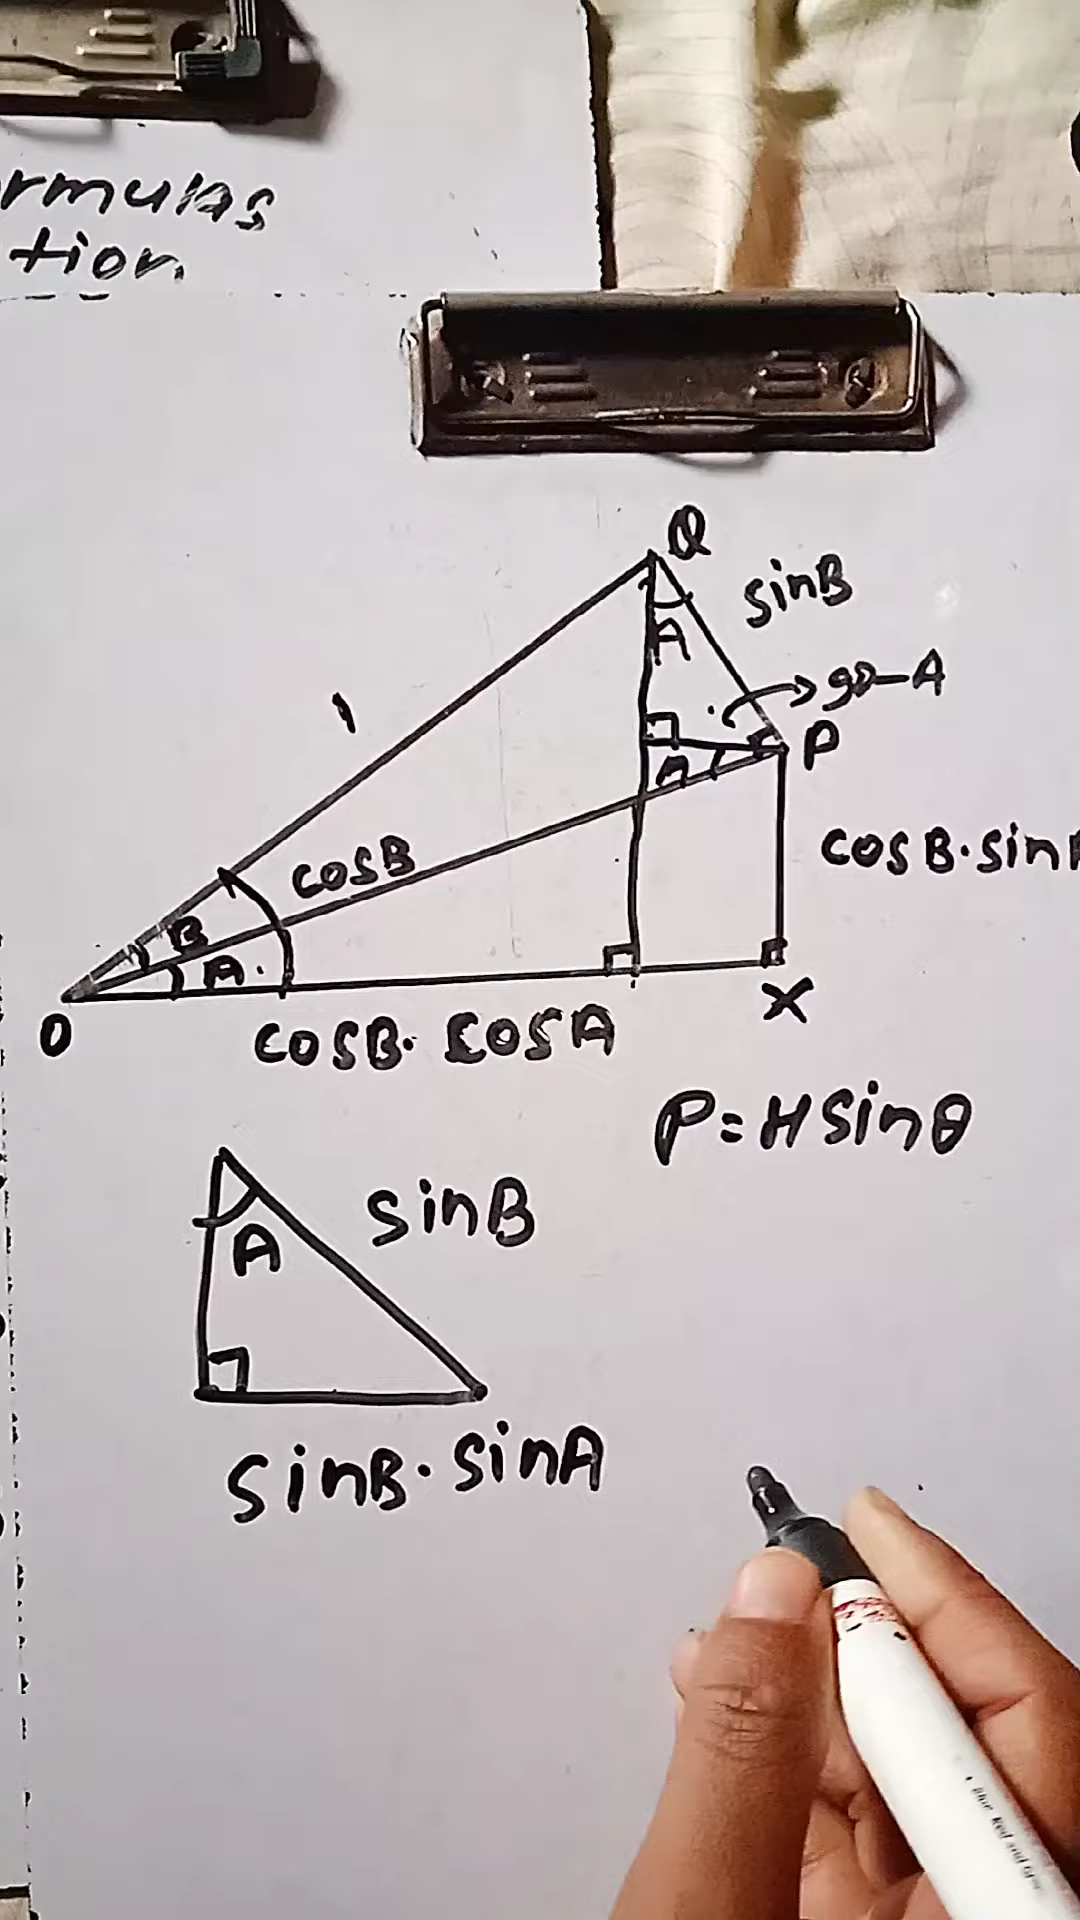 rmulas
tion.
Q
sinB
A
90-A
P
1
A
cosB
cosB.sin
B
A.
O
X
cosB. cosA
P=Hsinθ
sinB
A
sinB.sinA